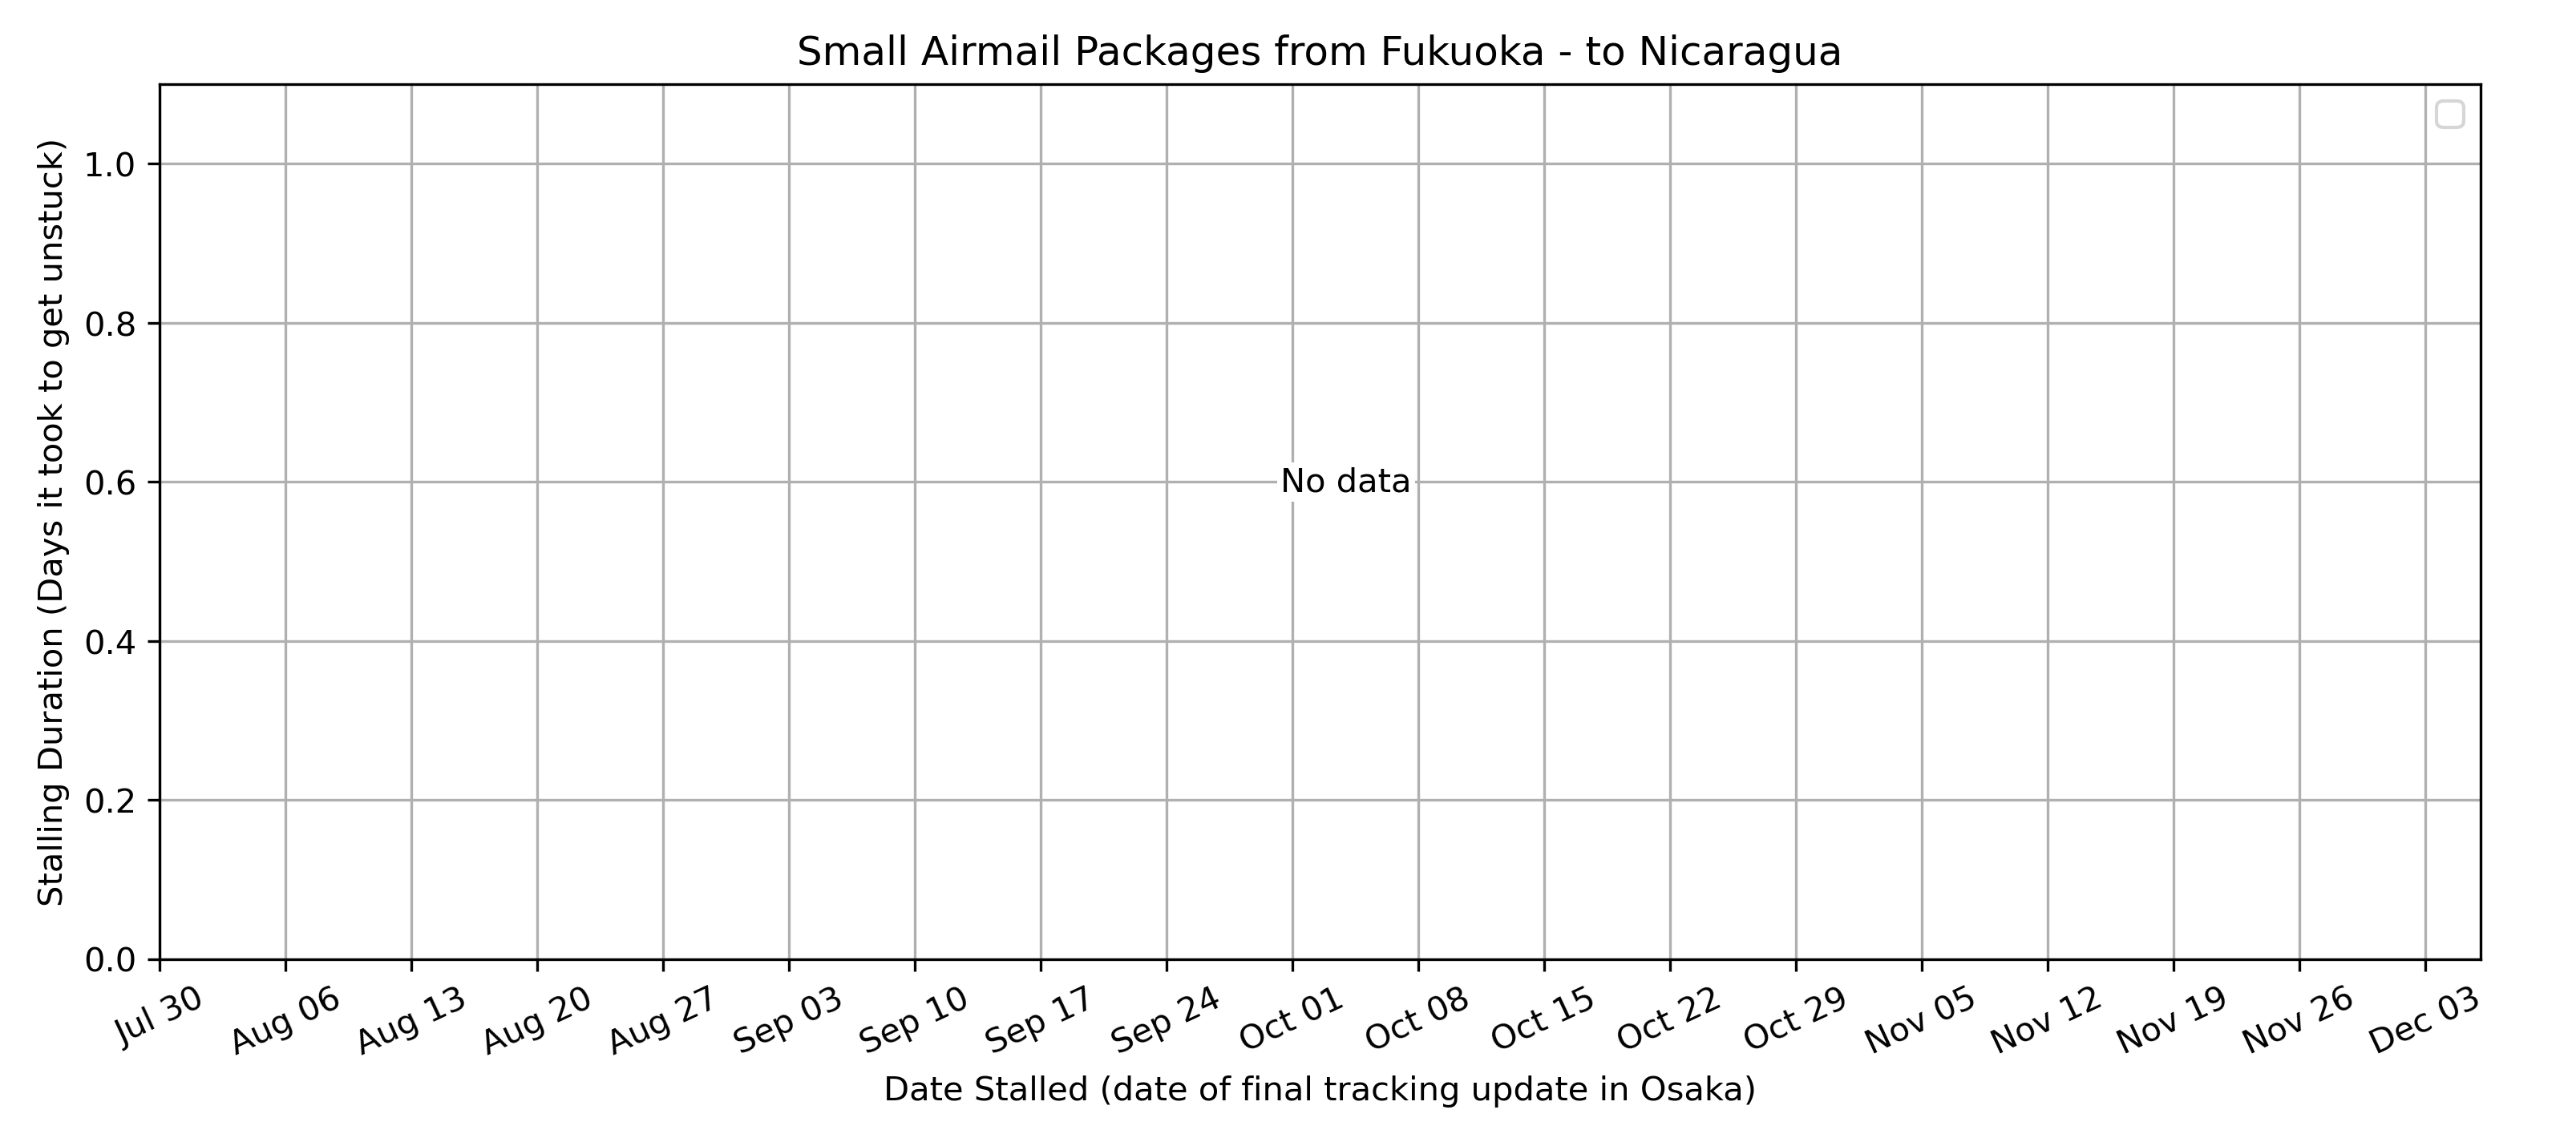 Small Airmail Packages from Fukuoka - to Nicaragua
Stalling Duration (Days it took to get unstuck)
1.0
0.8
0.6
0.4
0.2
0.0
No data
Jul 30
Aug 06
Aug 13
Aug 20
Aug 27
Sep 03
Sep 10
Sep 17
Sep 24
Oct 01
Oct 08
Oct 15
Oct 22
Oct 29
Nov 05
Nov 12
Nov 19
Nov 26
Dec 03
Date Stalled (date of final tracking update in Osaka)